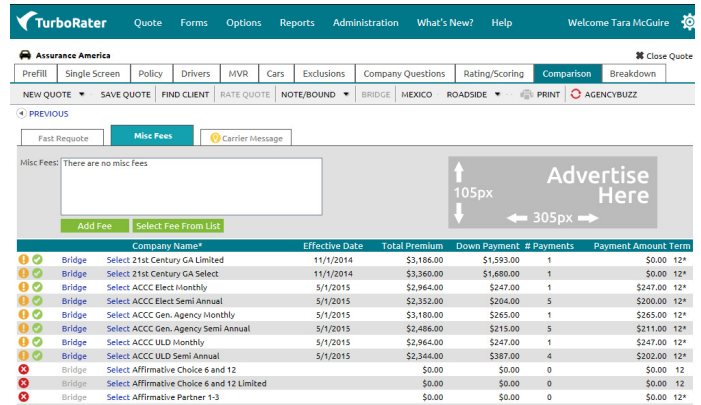 TurboRater Quote Forms Options Reports Administration What's New? Help Welcome Tara McGuire
Assurance America Close Quote
Prefill Single Screen Policy Drivers MVR Cars Exclusions Company Questions Rating/Scoring Comparison Breakdown
NEW QUOTE SAVE QUOTE FIND CLIENT RATE QUOTE NOTE/BOUND BRIDGE MEXICO ROADSIDE PRINT AGENCYBUZZ
PREVIOUS
Fast Requote Misc Fees Carrier Message
Misc Fees: There are no misc fees
Advertise
Here
105px
305px
Add Fee Select Fee From List
Company Name* Effective Date Total Premium Down Payment # Payments Payment Amount Term
Bridge Select 21st Century GA Limited 11/1/2014 $3,186.00 $1,593.00 1 $0.00 12*
Bridge Select 21st Century GA Select 11/1/2014 $3,360.00 $1,680.00 1 $0.00 12*
Bridge Select ACCC Elect Monthly 5/1/2015 $2,964.00 $247.00 1 $247.00 12*
Bridge Select ACCC Elect Semi Annual 5/1/2015 $2,352.00 $204.00 5 $200.00 12*
Bridge Select ACCC Gen. Agency Monthly 5/1/2015 $3,180.00 $265.00 1 $265.00 12*
Bridge Select ACCC Gen. Agency Semi Annual 5/1/2015 $2,486.00 $215.00 5 $211.00 12*
Bridge Select ACCC ULD Monthly 5/1/2015 $2,964.00 $247.00 1 $247.00 12*
Bridge Select ACCC ULD Semi Annual 5/1/2015 $2,344.00 $387.00 4 $202.00 12*
Bridge Select Affirmative Choice 6 and 12 $0.00 $0.00 0 $0.00 12
Bridge Select Affirmative Choice 6 and 12 Limited $0.00 $0.00 0 $0.00 12
Bridge Select Affirmative Partner 1-3 $0.00 $0.00 0 $0.00 12*